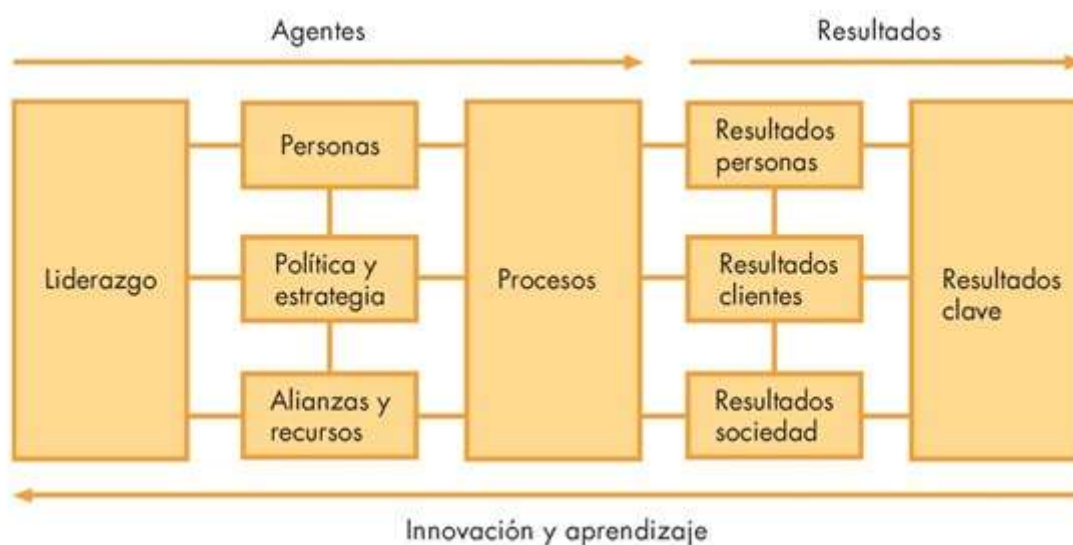 Agentes
Resultados
Liderazgo
Personas
Política y
estrategia
Alianzas y
recursos
Procesos
Resultados
personas
Resultados
clientes
Resultados
sociedad
Resultados
clave
Innovación y aprendizaje